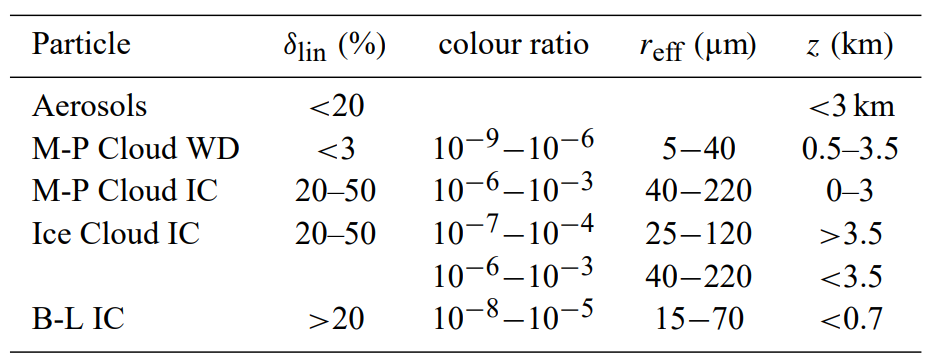 Particle δlin (%) colour ratio reff (µm) z (km)
Aerosols <20 <3 km
M-P Cloud WD <3 10−9−10−6 5−40 0.5–3.5
M-P Cloud IC 20–50 10−6−10−3 40−220 0–3
Ice Cloud IC 20–50 10−7−10−4 25−120 >3.5
10−6−10−3 40−220 <3.5
B-L IC >20 10−8−10−5 15−70 <0.7